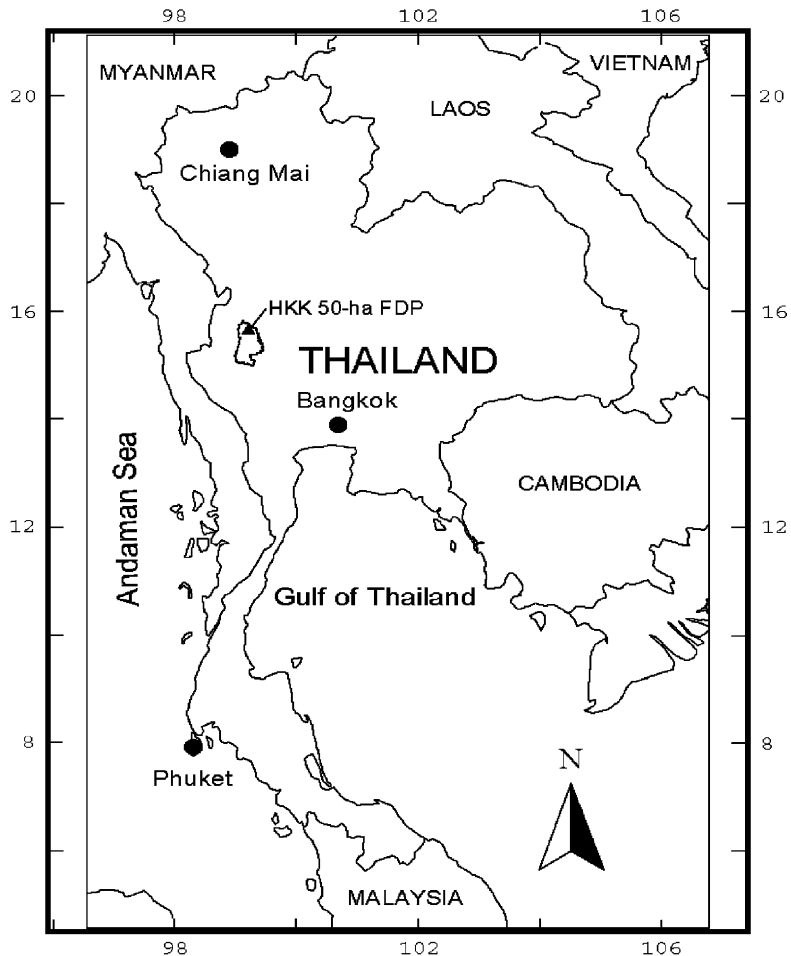 98 102 106
MYANMAR
VIETNAM
20 20
LAOS
Chiang Mai
16 16
HKK 50-ha FDP
THAILAND
Bangkok
CAMBODIA
Andaman Sea
12 12
Gulf of Thailand
8 8
N
Phuket
MALAYSIA
98 102 106